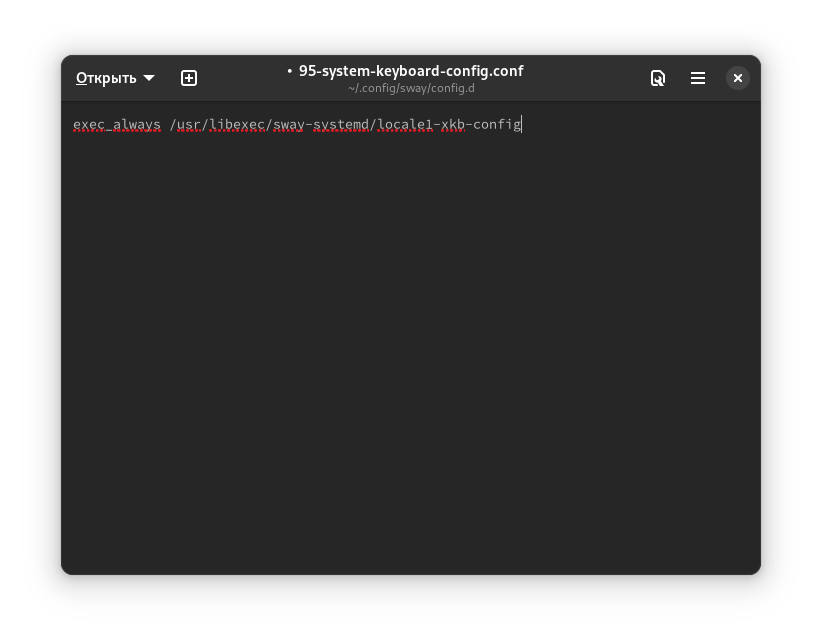 Открыть
• 95-system-keyboard-config.conf
~/.config/sway/config.d
exec_always /usr/libexec/sway-systemd/locale1-xkb-config